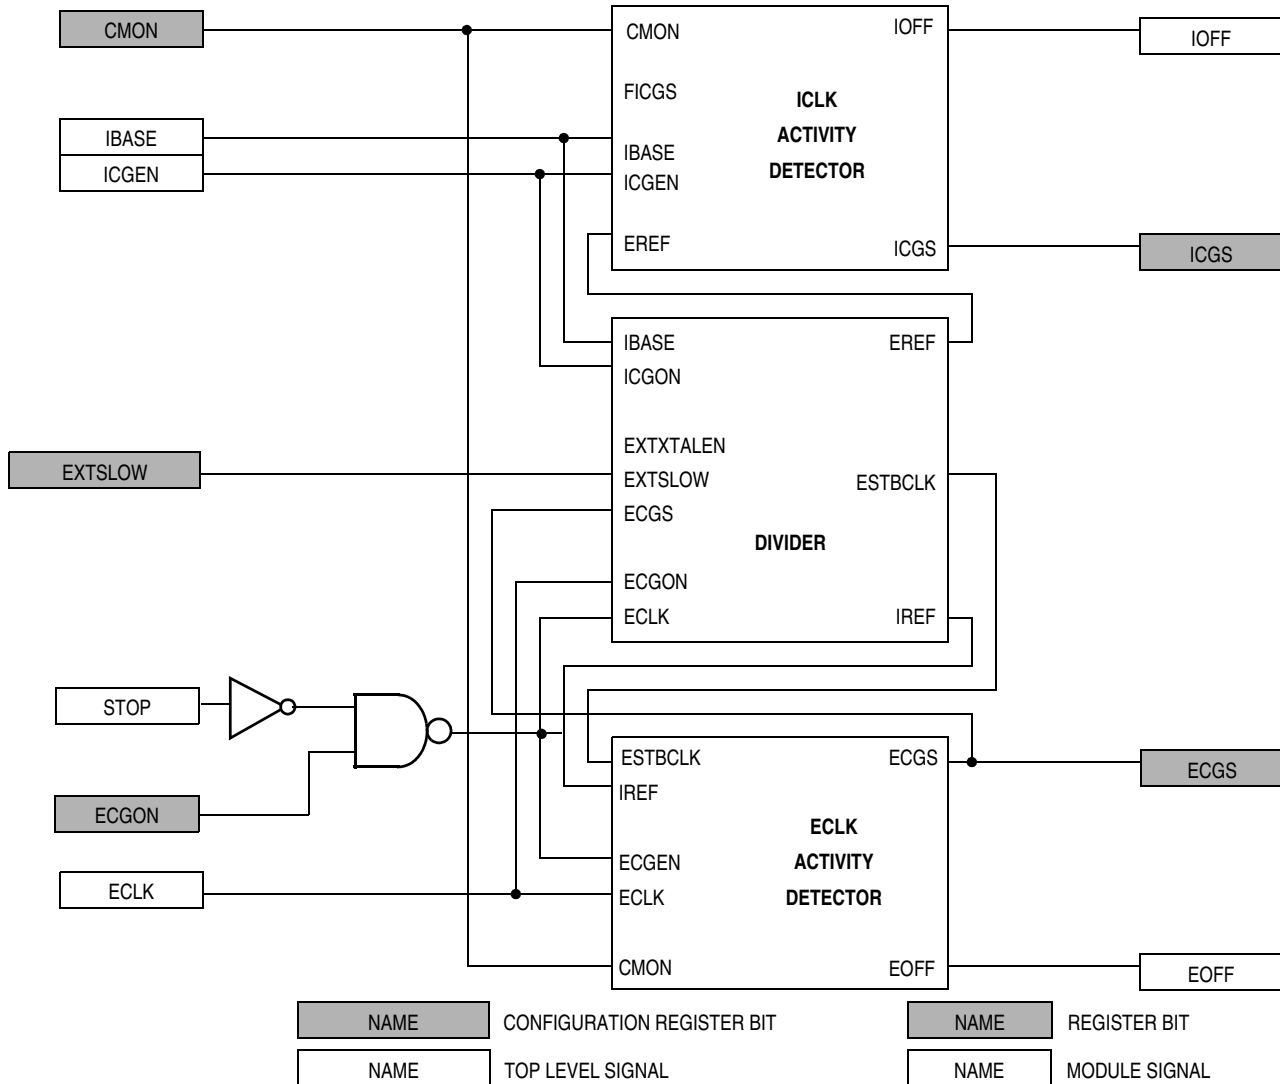 CMON
IBASE
ICGEN
EXTSLOW
STOP
ECGON
ECLK
CMON
IOFF
FICGS
ICLK
ACTIVITY
DETECTOR
IBASE
ICGEN
EREF
ICGS
IBASE
EREF
ICGON
EXTXTALEN
EXTSLOW
ESTBCLK
ECGS
DIVIDER
ECGON
ECLK
IREF
ESTBCLK
ECGS
IREF
ECLK
ACTIVITY
DETECTOR
ECGEN
ECLK
CMON
EOFF
IOFF
ICGS
ECGS
EOFF
NAME CONFIGURATION REGISTER BIT
NAME REGISTER BIT
NAME TOP LEVEL SIGNAL
NAME MODULE SIGNAL